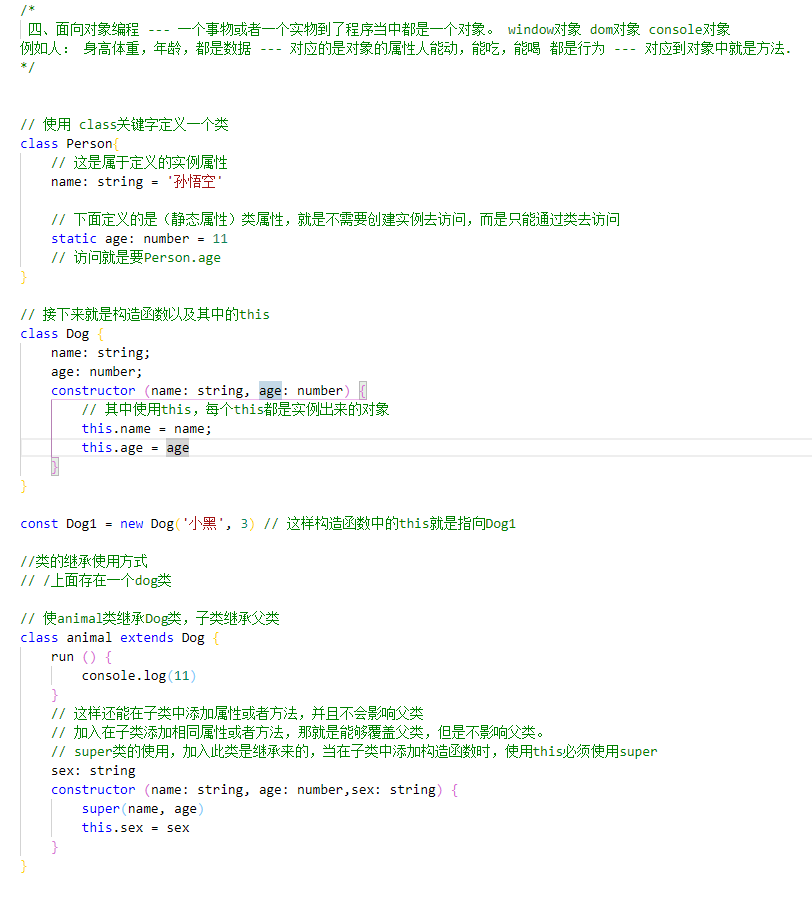 /*
四、面向对象编程 --- 一个事物或者一个实物到了程序当中都是一个对象。 window对象 dom对象 console对象
例如人： 身高体重，年龄，都是数据 --- 对应的是对象的属性人能动，能吃，能喝 都是行为 --- 对应到对象中就是方法.
*/
// 使用 class关键字定义一个类
class Person{
// 这是属于定义的实例属性
name: string = '孙悟空'
// 下面定义的是（静态属性）类属性，就是不需要创建实例去访问，而是只能通过类去访问
static age: number = 11
// 访问就是要Person.age
}
// 接下来就是构造函数以及其中的this
class Dog {
name: string;
age: number;
constructor (name: string, age: number) {
// 其中使用this，每个this都是实例出来的对象
this.name = name;
this.age = age
}
}
const Dog1 = new Dog('小黑', 3) // 这样构造函数中的this就是指向Dog1
//类的继承使用方式
// /上面存在一个dog类
// 使animal类继承Dog类，子类继承父类
class animal extends Dog {
run () {
console.log(11)
}
// 这样还能在子类中添加属性或者方法，并且不会影响父类
// 加入在子类添加相同属性或者方法，那就是能够覆盖父类，但是不影响父类。
// super类的使用，加入此类是继承来的，当在子类中添加构造函数时，使用this必须使用super
sex: string
constructor (name: string, age: number,sex: string) {
super(name, age)
this.sex = sex
}
}